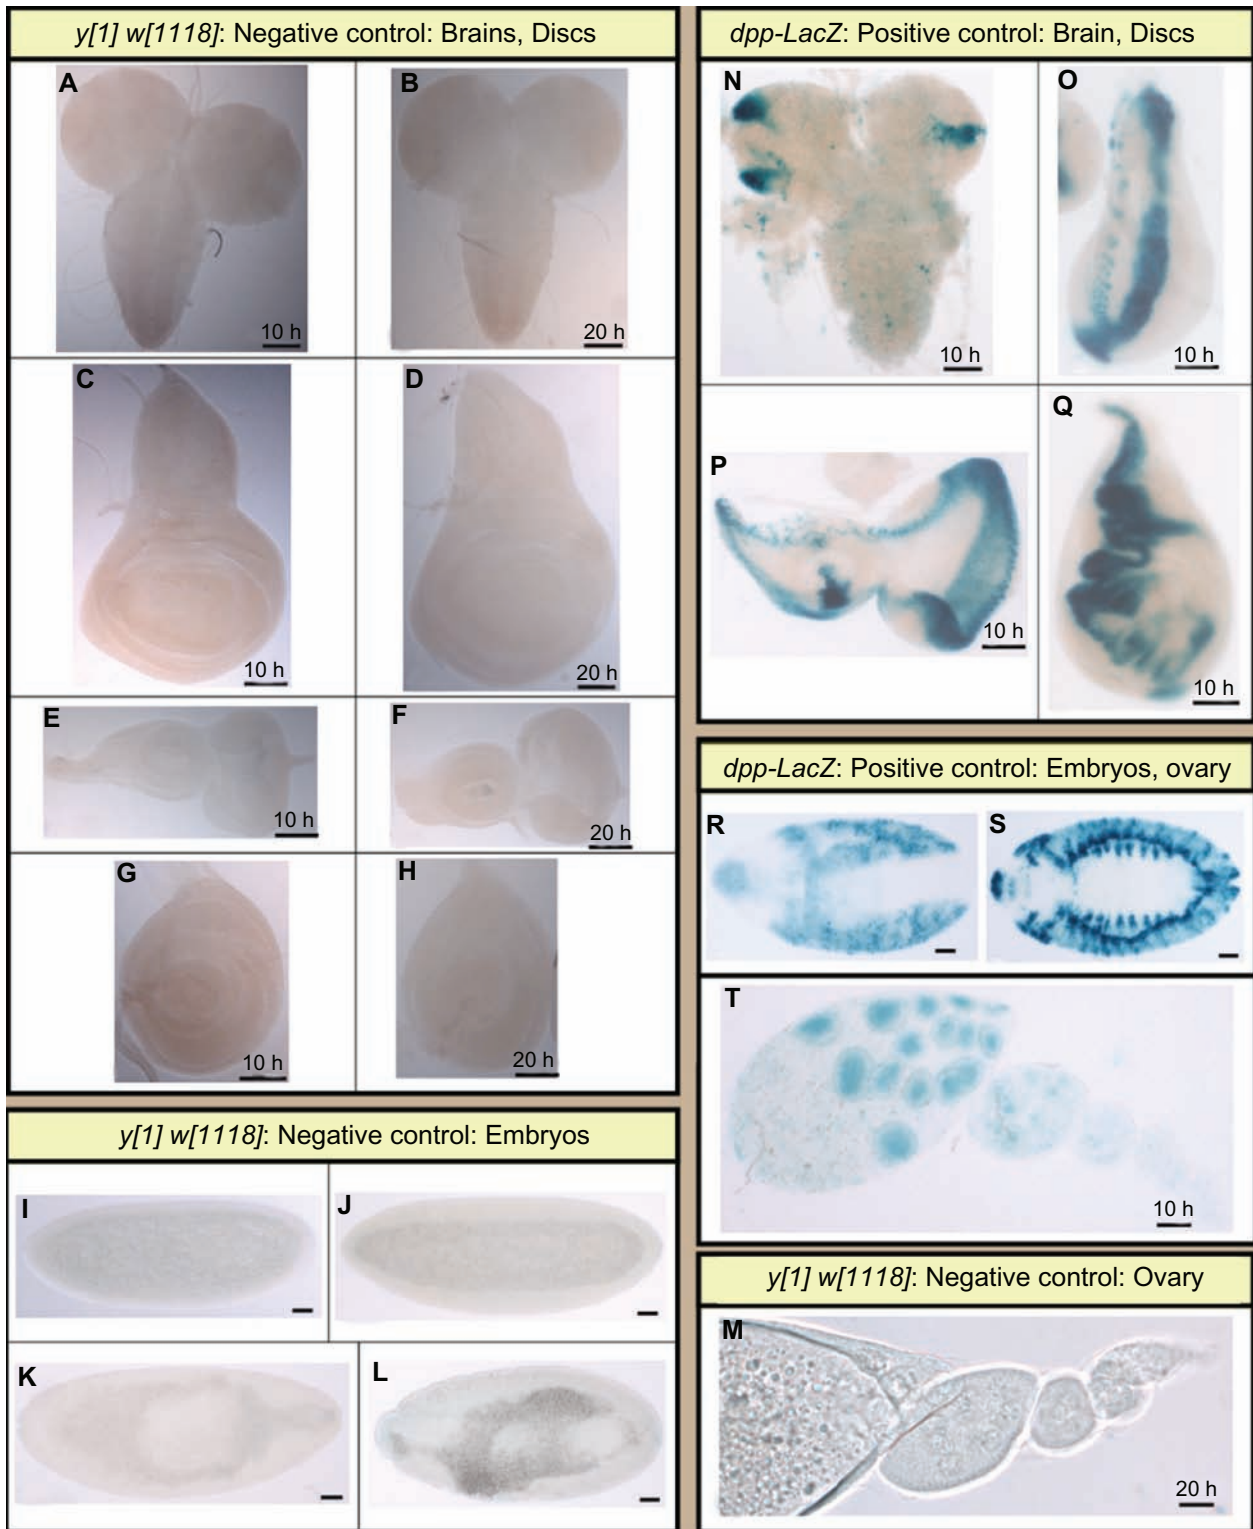 y[1] w[1118]: Negative control: Brains, Discs
A
10 h
B
20 h
C
10 h
D
20 h
E
10 h
F
20 h
G
10 h
H
20 h
y[1] w[1118]: Negative control: Embryos
I
J
K
L
dpp-LacZ: Positive control: Brain, Discs
N
10 h
O
10 h
P
10 h
Q
10 h
dpp-LacZ: Positive control: Embryos, ovary
R
S
T
10 h
y[1] w[1118]: Negative control: Ovary
M
20 h